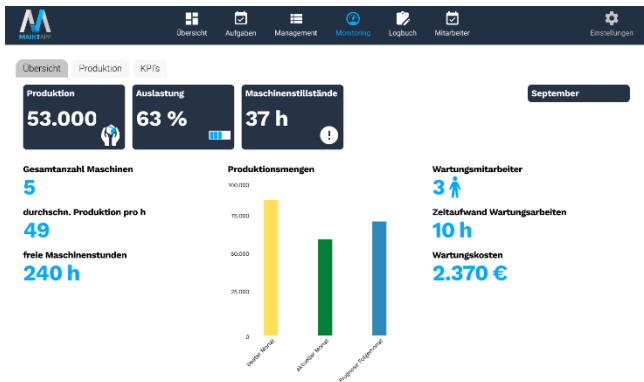 MAINTAPP
Übersicht
Aufgaben
Management
Monitoring
Logbuch
Mitarbeiter
Einstellungen
Übersicht
Produktion
KPI's
Produktion
53.000
Auslastung
63 %
Maschinenstillstände
37 h
September
Gesamtanzahl Maschinen
5
durchschn. Produktion pro h
49
freie Maschinenstunden
240 h
Produktionsmengen
100.000
75.000
50.000
25.000
0
bester Monat
Aktueller Monat
Prognose Folgemonat
Wartungsmitarbeiter
3
Zeitaufwand Wartungsarbeiten
10 h
Wartungskosten
2.370 €